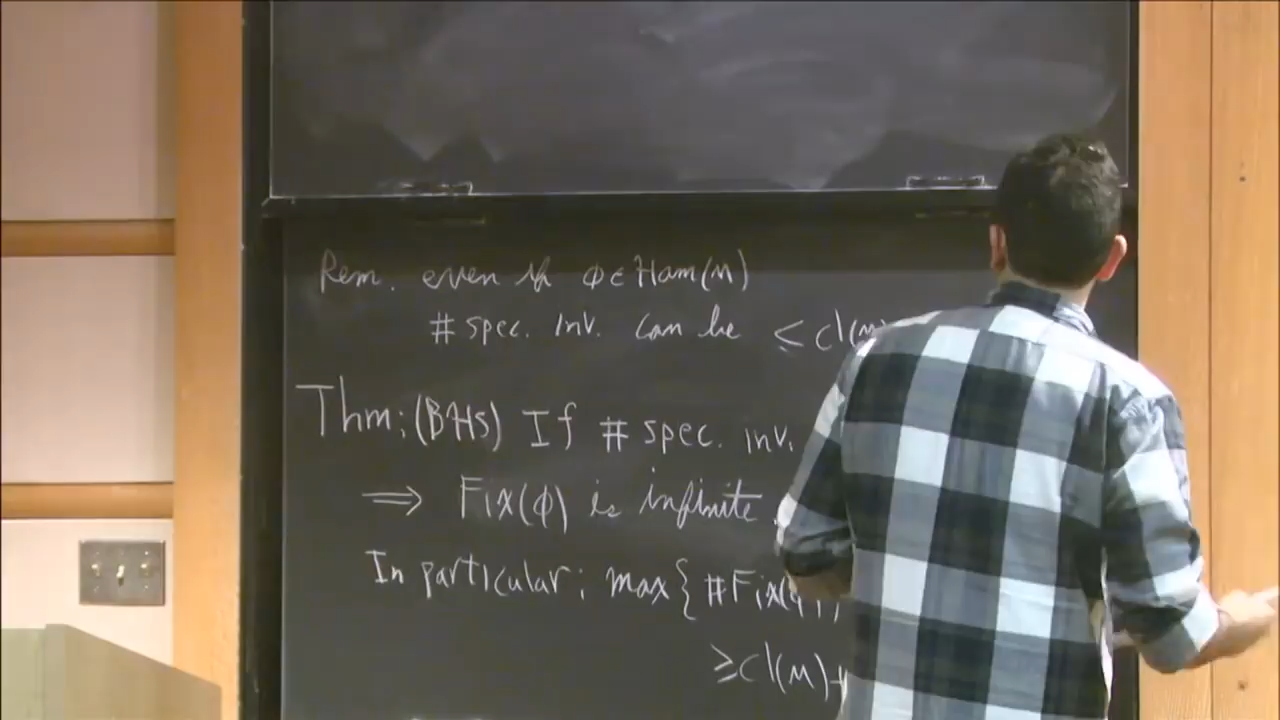 Rem. even if φ∈Ham(M)
# spec. inv. can be ≤ cl(M)
Thm: (BHS) If # spec. inv.
⇒ Fix(φ) is infinite
In particular: max{ #Fix(φ),
≥ cl(M)+